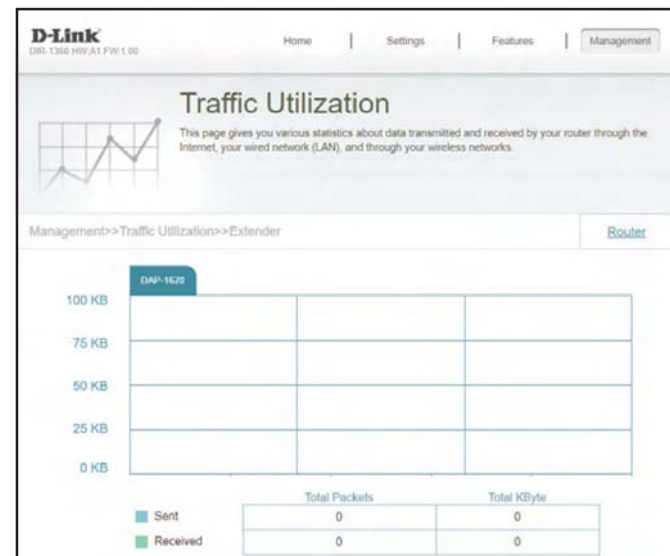 D-Link
DIR-1360 HW:A1 FW:1.00
Home | Settings | Features | Management
Traffic Utilization
This page gives you various statistics about data transmitted and received by your router through the
Internet, your wired network (LAN), and through your wireless networks.
Management>>Traffic Utilization>>Extender
Router
DAP-1620
100 KB
75 KB
50 KB
25 KB
0 KB
Total Packets Total KByte
Sent 0 0
Received 0 0